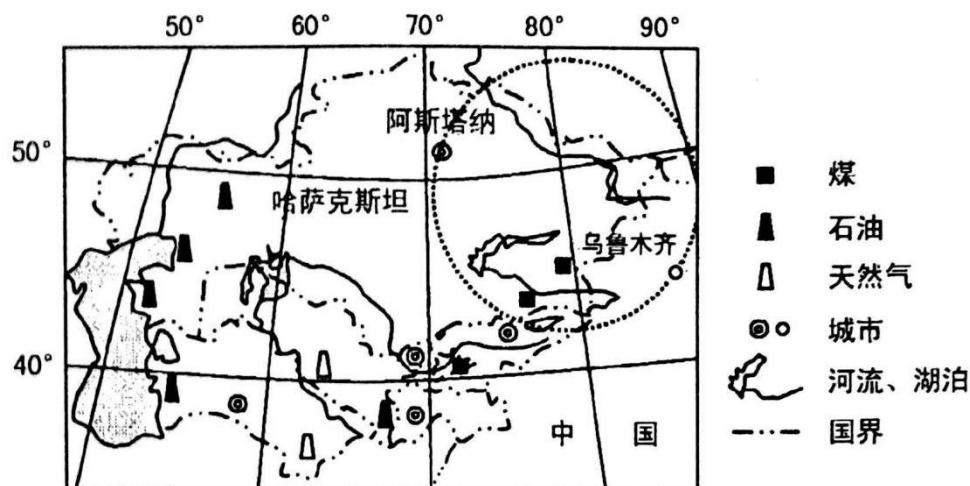 50° 60° 70° 80° 90°
阿斯塔纳
50°
哈萨克斯坦
乌鲁木齐
40°
中 国
煤
石油
天然气
城市
河流、湖泊
国界